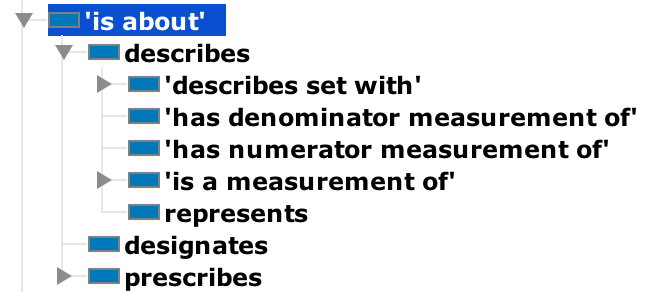 'is about'
describes
'describes set with'
'has denominator measurement of'
'has numerator measurement of'
'is a measurement of'
represents
designates
prescribes